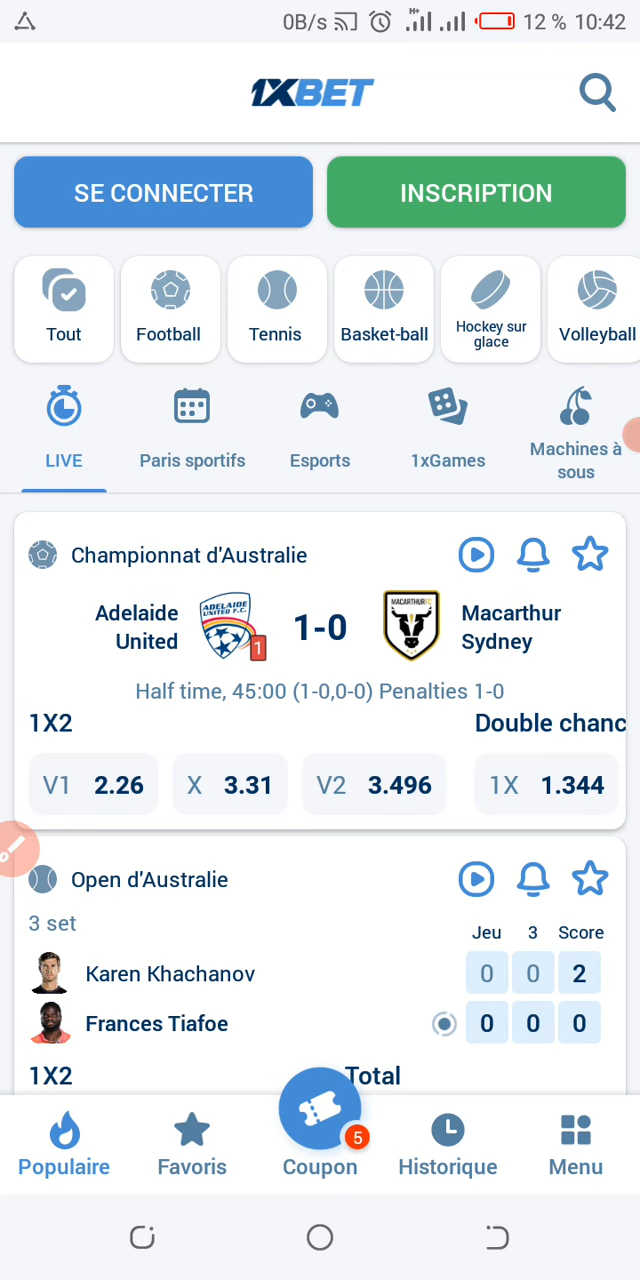 0B/s H+ 12 % 10:42
1XBET
SE CONNECTER INSCRIPTION
Tout Football Tennis Basket-ball Hockey sur glace Volleyball
LIVE Paris sportifs Esports 1xGames Machines à sous
Championnat d'Australie
Adelaide United ADELAIDE UNITED F.C. 1 1-0 MACARTHUR FC Macarthur Sydney
Half time, 45:00 (1-0,0-0) Penalties 1-0
1X2 Double chanc
V1 2.26 X 3.31 V2 3.496 1X 1.344
Open d'Australie
3 set
Jeu 3 Score
Karen Khachanov 0 0 2
Frances Tiafoe 0 0 0
1X2 Total
5
Populaire Favoris Coupon Historique Menu